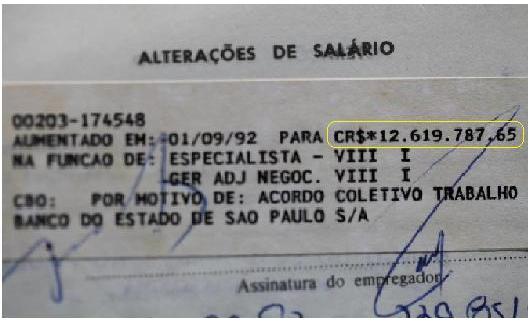 ALTERAÇÕES DE SALÁRIO
00203-174548
AUMENTADO EM: 01/09/92 PARA CR$*12.619.787,65
NA FUNCAO DE: ESPECIALISTA - VIII I
GER ADJ NEGOC. VIII I
CBO: POR MOTIVO DE: ACORDO COLETIVO TRABALHO
BANCO DO ESTADO DE SAO PAULO S/A
Assinatura do empregador